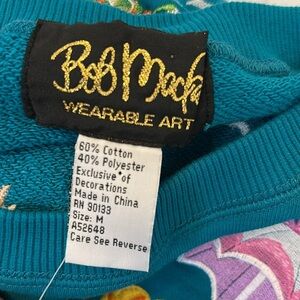 Bob Mackie
WEARABLE ART
60% Cotton
40% Polyester
Exclusive of
Decorations
Made in China
RN 90133
Size: M
A52648
Care See Reverse